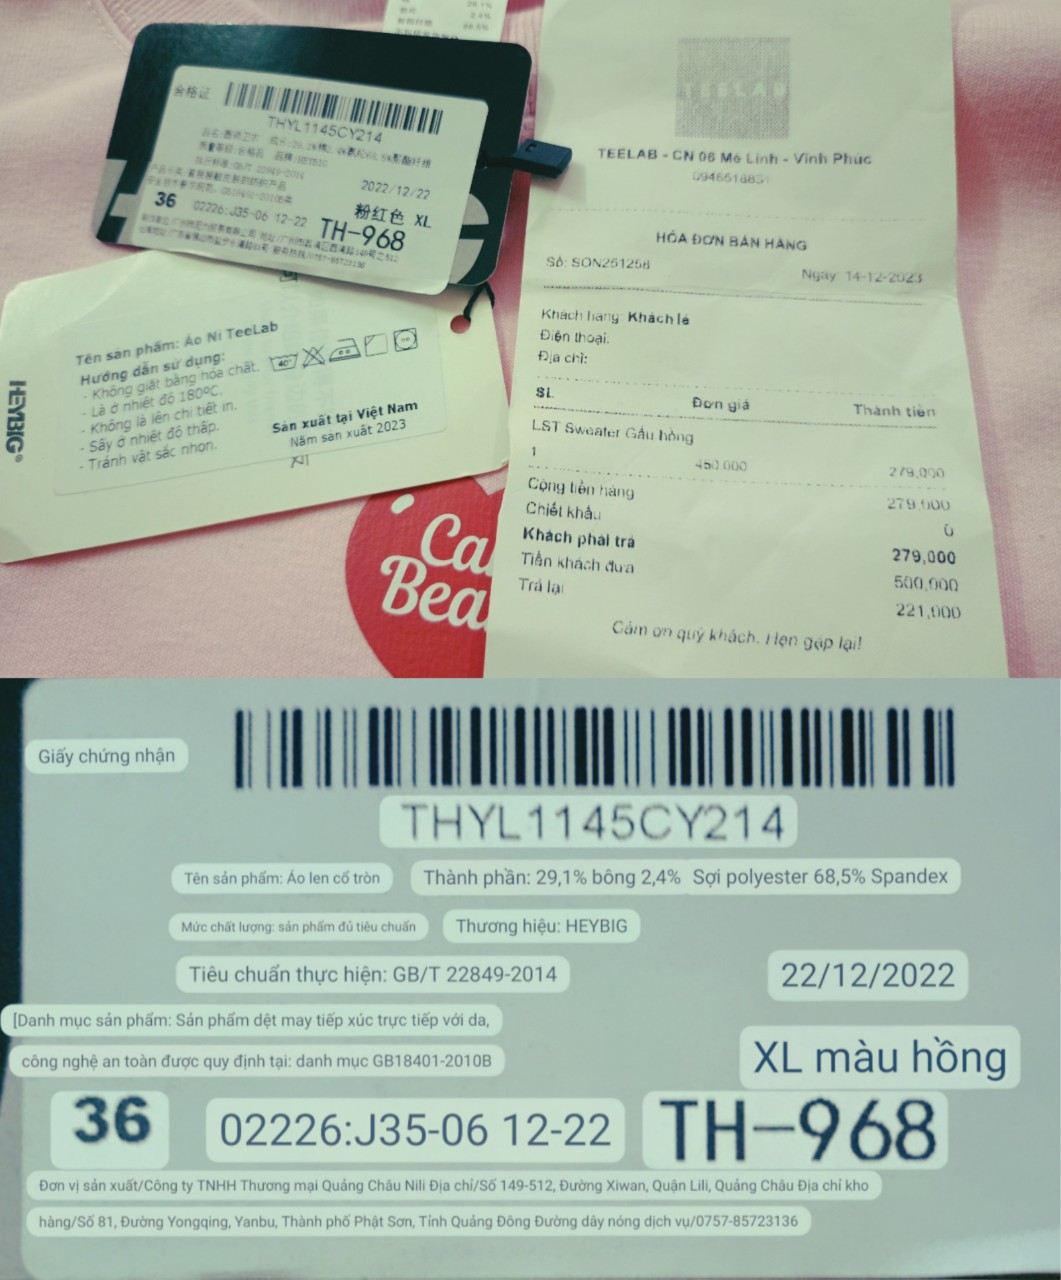 29.1%
2.4%
68.5%
合格证
THYL1145CY214
2022/12/22
36
02226:J35-06 12-22
粉红色 XL
TH-968
HEYBIG®
Tên sản phẩm: Áo Nỉ TeeLab
Hướng dẫn sử dụng:
- Không giặt bằng hóa chất.
- Là ở nhiệt độ 180ºC.
- Không là lên chi tiết in.
- Sấy ở nhiệt độ thấp.
- Tránh vật sắc nhọn.
40°
Sản xuất tại Việt Nam
Năm sản xuất 2023
Ca
Bea
TEELAB
TEELAB - CN 06 Mê Linh - Vĩnh Phúc
HÓA ĐƠN BÁN HÀNG
Số: SON251258
Ngày: 14-12-2023
Khách hàng: Khách lẻ
Điện thoại:
Địa chỉ:
SL Đơn giá Thành tiền
LST Sweater Gấu hồng
1 450,000 279,000
Cộng tiền hàng 279,000
Chiết khấu 0
Khách phải trả 279,000
Tiền khách đưa 500,000
Trả lại 221,000
Cảm ơn quý khách. Hẹn gặp lại!
Giấy chứng nhận
THYL1145CY214
Tên sản phẩm: Áo len cổ tròn
Thành phần: 29,1% bông 2,4% Sợi polyester 68,5% Spandex
Mức chất lượng: sản phẩm đủ tiêu chuẩn
Thương hiệu: HEYBIG
Tiêu chuẩn thực hiện: GB/T 22849-2014
22/12/2022
[Danh mục sản phẩm: Sản phẩm dệt may tiếp xúc trực tiếp với da,
công nghệ an toàn được quy định tại: danh mục GB18401-2010B
XL màu hồng
36
02226:J35-06 12-22
TH-968
Đơn vị sản xuất/Công ty TNHH Thương mại Quảng Châu Nili Địa chỉ/Số 149-512, Đường Xiwan, Quận Lili, Quảng Châu Địa chỉ kho
hàng/Số 81, Đường Yongqing, Yanbu, Thành phố Phật Sơn, Tỉnh Quảng Đông Đường dây nóng dịch vụ/0757-85723136